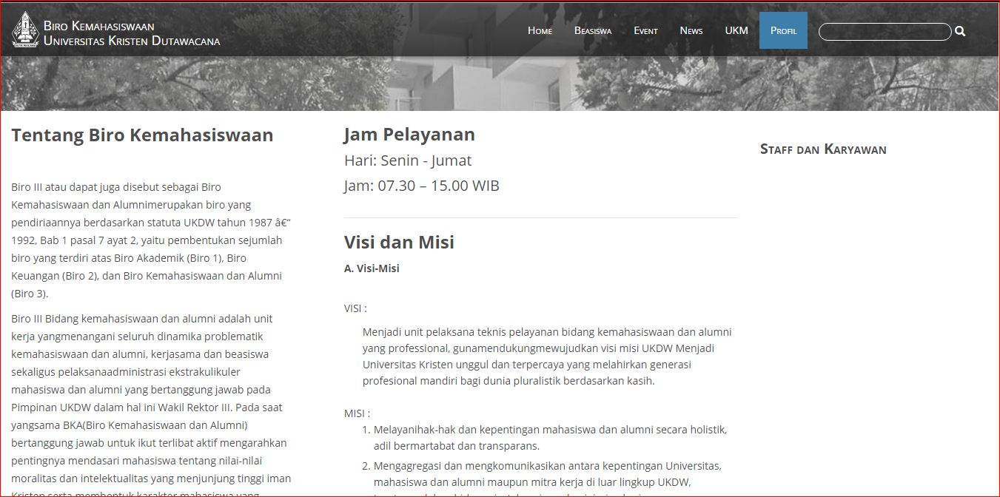 Biro Kemahasiswaan
Universitas Kristen Dutawacana
Home Beasiswa Event News UKM Profil
Tentang Biro Kemahasiswaan
Biro III atau dapat juga disebut sebagai Biro
Kemahasiswaan dan Alumnimerupakan biro yang
pendiriaannya berdasarkan statuta UKDW tahun 1987 â€“
1992, Bab 1 pasal 7 ayat 2, yaitu pembentukan sejumlah
biro yang terdiri atas Biro Akademik (Biro 1), Biro
Keuangan (Biro 2), dan Biro Kemahasiswaan dan Alumni
(Biro 3).
Biro III Bidang kemahasiswaan dan alumni adalah unit
kerja yangmenangani seluruh dinamika problematik
kemahasiswaan dan alumni, kerjasama dan beasiswa
sekaligus pelaksanaadministrasi ekstrakulikuler
mahasiswa dan alumni yang bertanggung jawab pada
Pimpinan UKDW dalam hal ini Wakil Rektor III. Pada saat
yangsama BKA(Biro Kemahasiswaan dan Alumni)
bertanggung jawab untuk ikut terlibat aktif mengarahkan
pentingnya mendasari mahasiswa tentang nilai-nilai
moralitas dan intelektualitas yang menjunjung tinggi iman
Kristen serta membentuk karakter mahasiswa yang
Jam Pelayanan
Hari: Senin - Jumat
Jam: 07.30 – 15.00 WIB
Visi dan Misi
A. Visi-Misi
VISI :
Menjadi unit pelaksana teknis pelayanan bidang kemahasiswaan dan alumni
yang professional, gunamendukungmewujudkan visi misi UKDW Menjadi
Universitas Kristen unggul dan terpercaya yang melahirkan generasi
profesional mandiri bagi dunia pluralistik berdasarkan kasih.
MISI :
1. Melayanihak-hak dan kepentingan mahasiswa dan alumni secara holistik,
adil bermartabat dan transparans.
2. Mengagregasi dan mengkomunikasikan antara kepentingan Universitas,
mahasiswa dan alumni maupun mitra kerja di luar lingkup UKDW,
Staff dan Karyawan